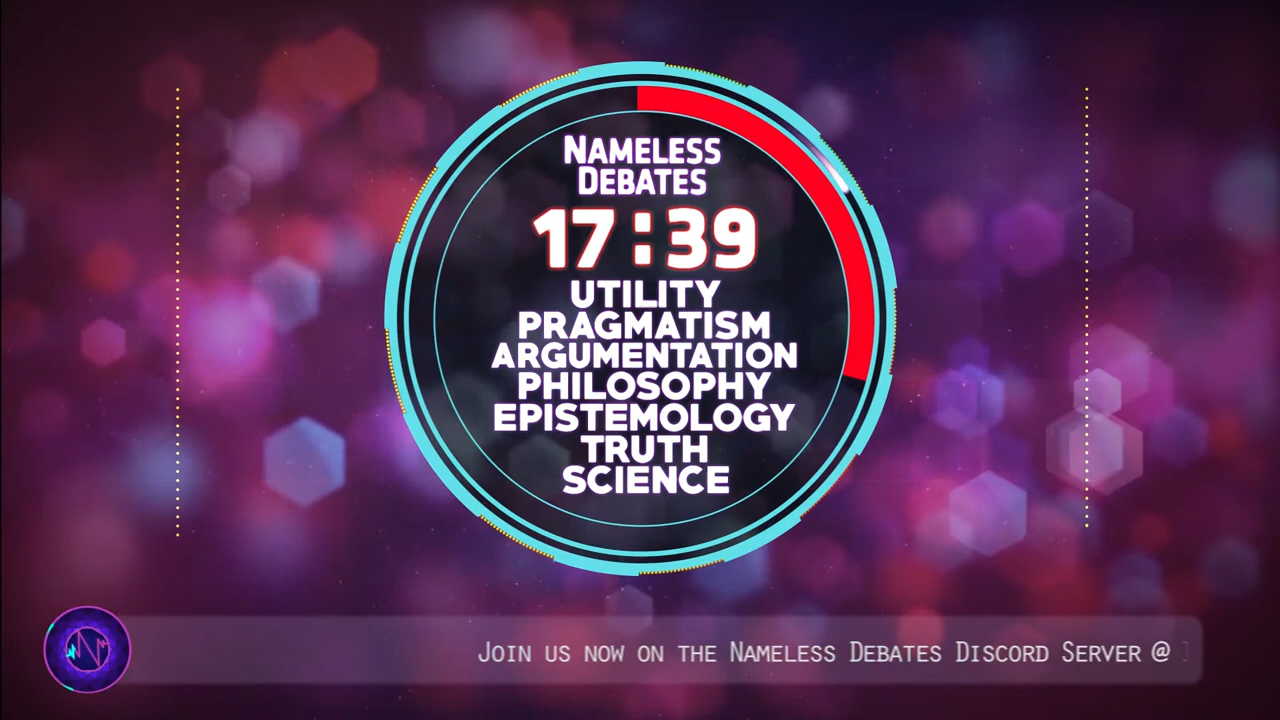 NAMELESS
DEBATES
17:39
UTILITY
PRAGMATISM
ARGUMENTATION
PHILOSOPHY
EPISTEMOLOGY
TRUTH
SCIENCE
JOIN US NOW ON THE NAMELESS DEBATES DISCORD SERVER @